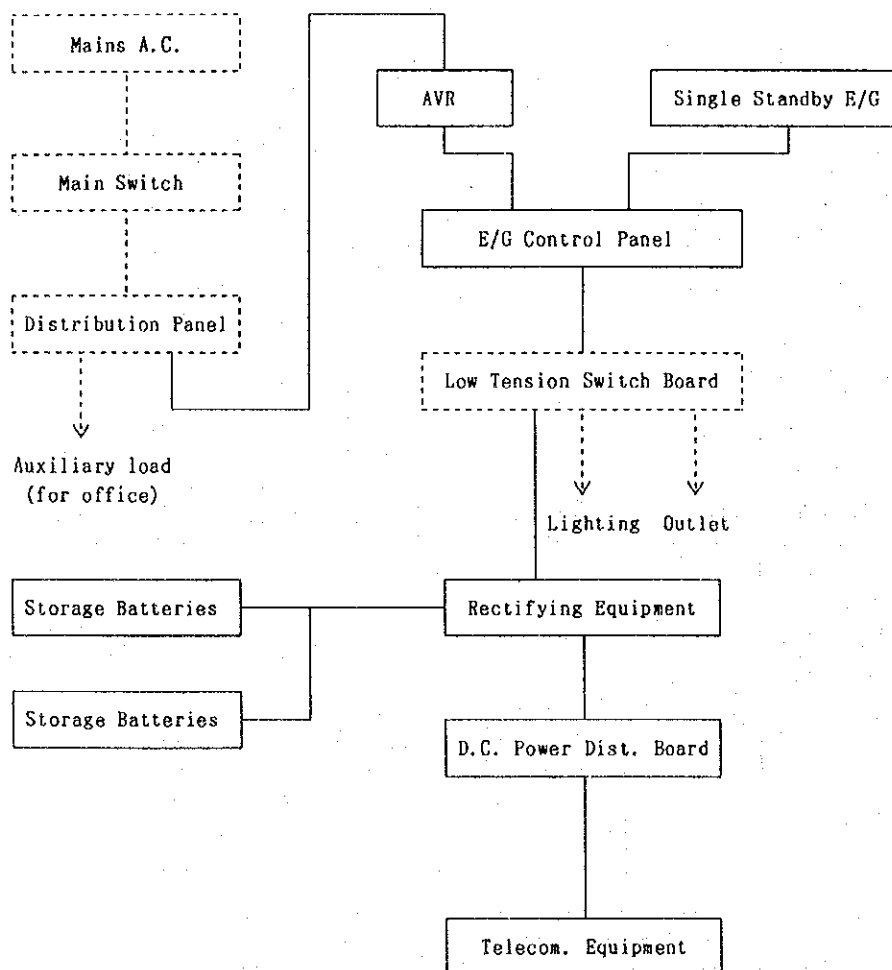 Mains A.C.
AVR
Single Standby E/G
Main Switch
E/G Control Panel
Distribution Panel
Low Tension Switch Board
Auxiliary load
(for office)
Lighting Outlet
Storage Batteries
Rectifying Equipment
Storage Batteries
D.C. Power Dist. Board
Telecom. Equipment